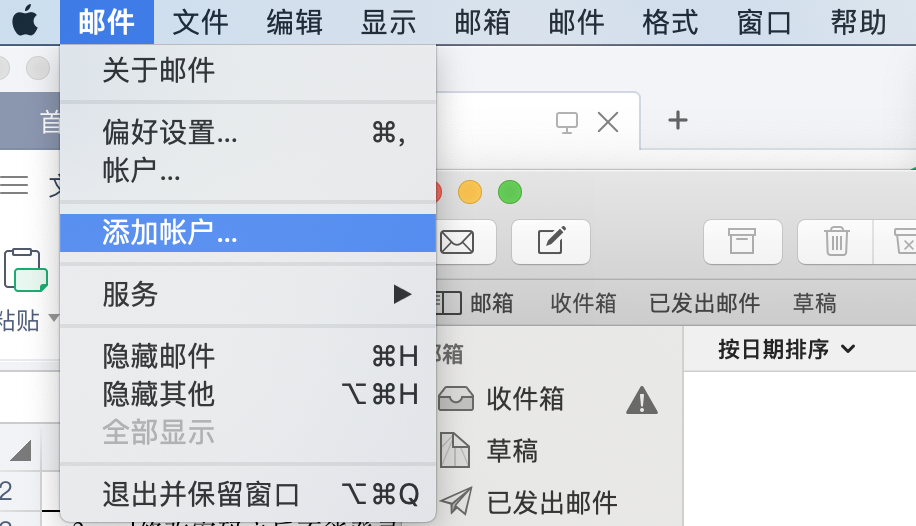 邮件 文件 编辑 显示 邮箱 邮件 格式 窗口 帮助
关于邮件
首
偏好设置... ⌘,
帐户...
添加帐户...
服务 ▶
粘贴
隐藏邮件 ⌘H
隐藏其他 ⌥⌘H
全部显示
退出并保留窗口 ⌥⌘Q
邮箱 收件箱 已发出邮件 草稿
按日期排序
收件箱
草稿
已发出邮件
2